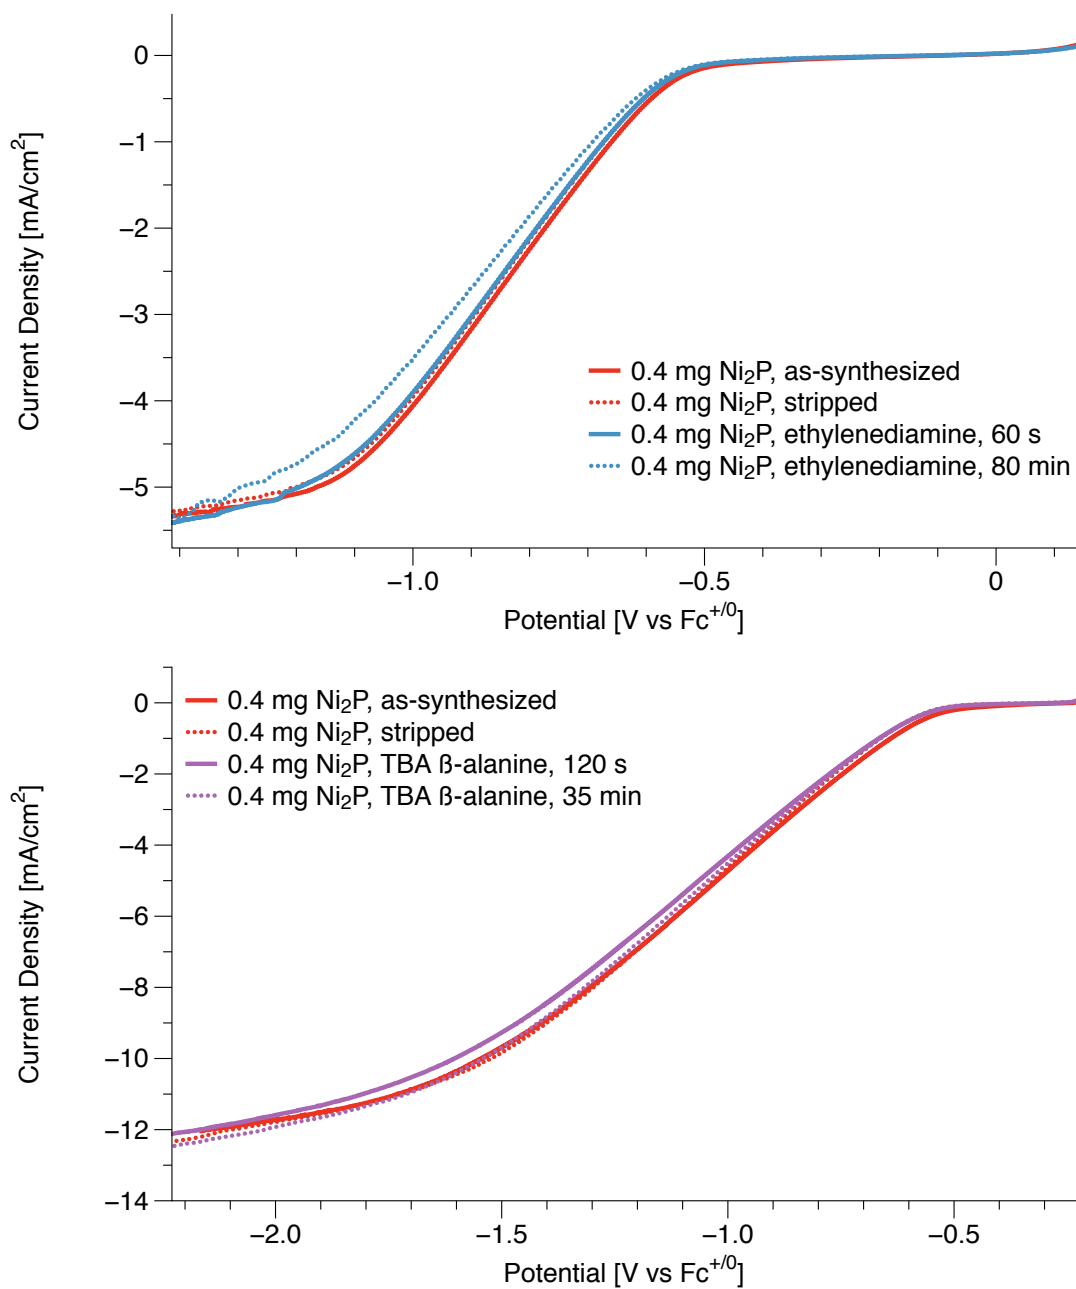 0
−1
−2
−3
−4
−5
Current Density [mA/cm²]
0.4 mg Ni₂P, as-synthesized
0.4 mg Ni₂P, stripped
0.4 mg Ni₂P, ethylenediamine, 60 s
0.4 mg Ni₂P, ethylenediamine, 80 min
−1.0 −0.5 0
Potential [V vs Fc⁺/⁰]
0
−2
−4
−6
−8
−10
−12
−14
Current Density [mA/cm²]
0.4 mg Ni₂P, as-synthesized
0.4 mg Ni₂P, stripped
0.4 mg Ni₂P, TBA ß-alanine, 120 s
0.4 mg Ni₂P, TBA ß-alanine, 35 min
−2.0 −1.5 −1.0 −0.5
Potential [V vs Fc⁺/⁰]